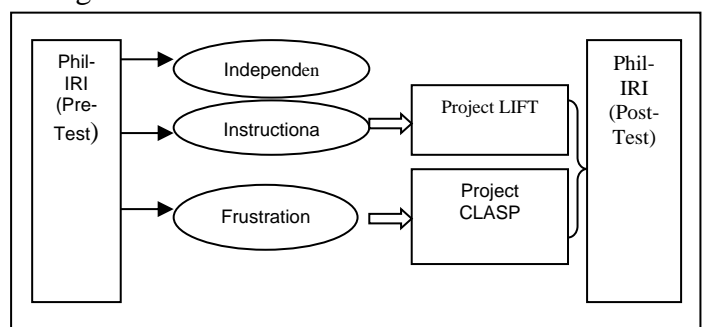 Phil-
IRI
(Pre-
Test)
Independen
Instructiona
Frustration
Project LIFT
Project
CLASP
Phil-
IRI
(Post-
Test)